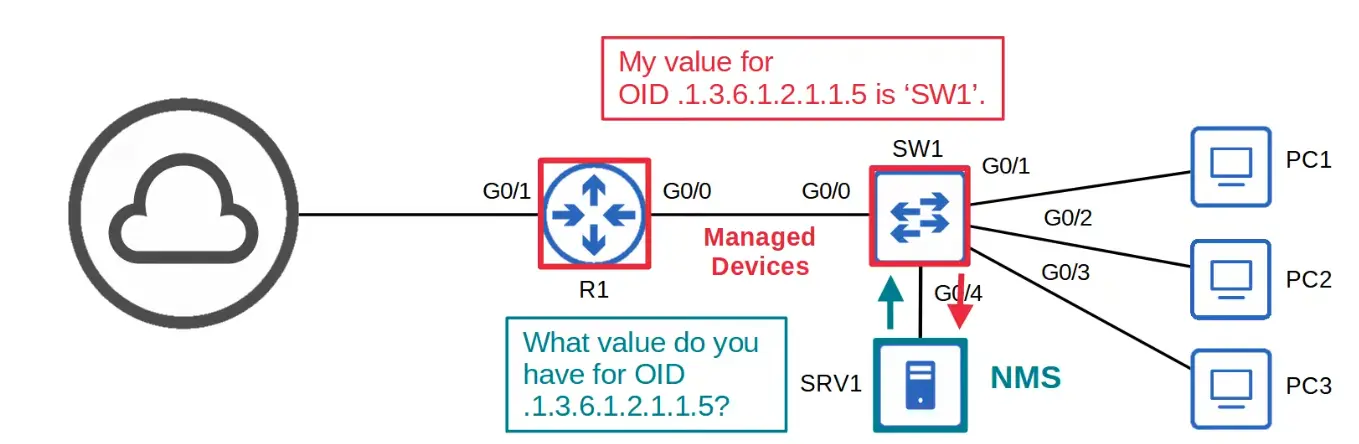 My value for
OID .1.3.6.1.2.1.1.5 is ‘SW1’.
SW1
G0/1
PC1
G0/1
G0/0
G0/0
G0/2
Managed
Devices
G0/3
PC2
R1
G0/4
What value do you
have for OID
.1.3.6.1.2.1.1.5?
SRV1
NMS
PC3